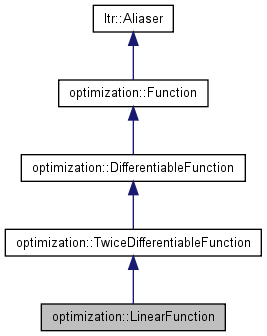 ltr::Aliaser
optimization::Function
optimization::DifferentiableFunction
optimization::TwiceDifferentiableFunction
optimization::LinearFunction